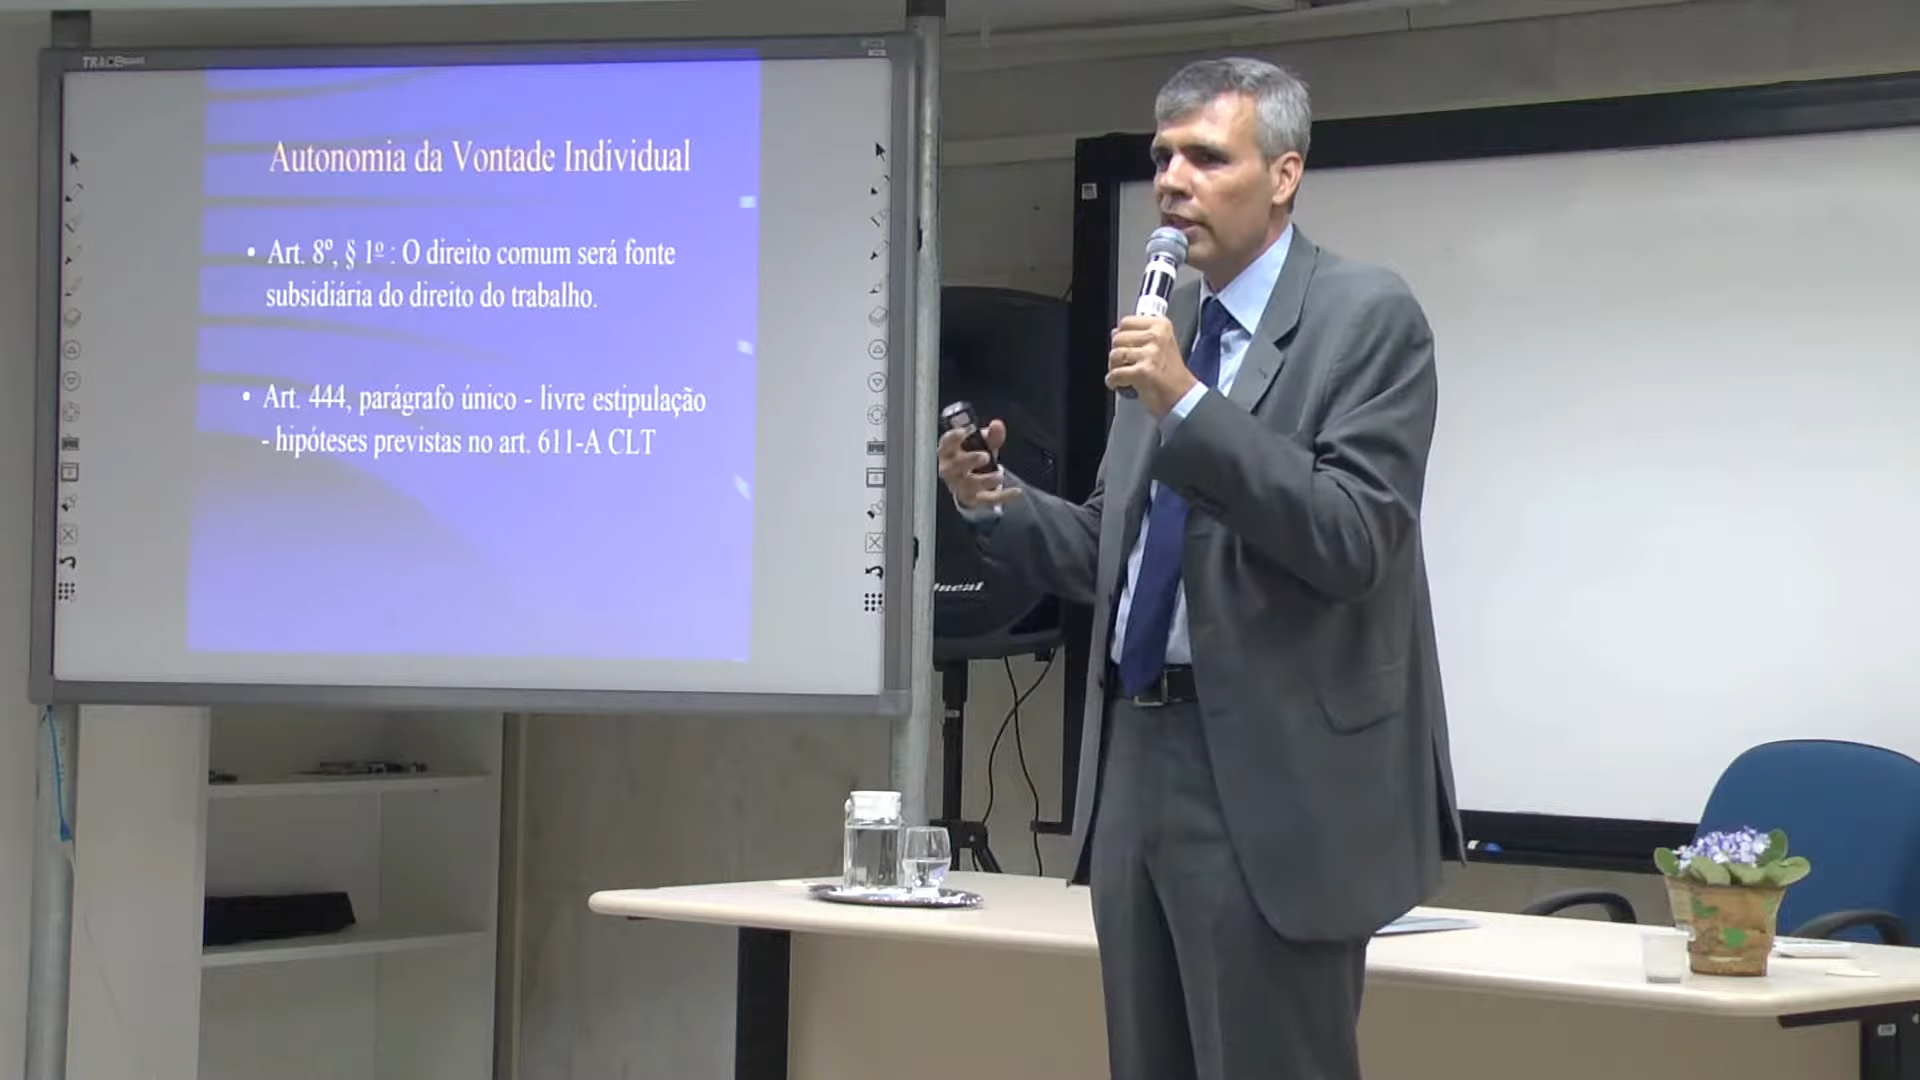 TRACE
Autonomia da Vontade Individual
• Art. 8º, § 1º : O direito comum será fonte
subsidiária do direito do trabalho.
• Art. 444, parágrafo único - livre estipulação
- hipóteses previstas no art. 611-A CLT